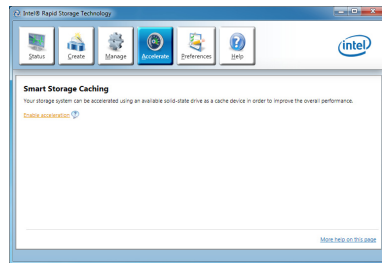 Intel® Rapid Storage Technology
Status
Create
Manage
Accelerate
Preferences
Help
intel
Smart Storage Caching
Your storage system can be accelerated using an available solid-state drive as a cache device in order to improve the overall performance.
Enable acceleration
More help on this page